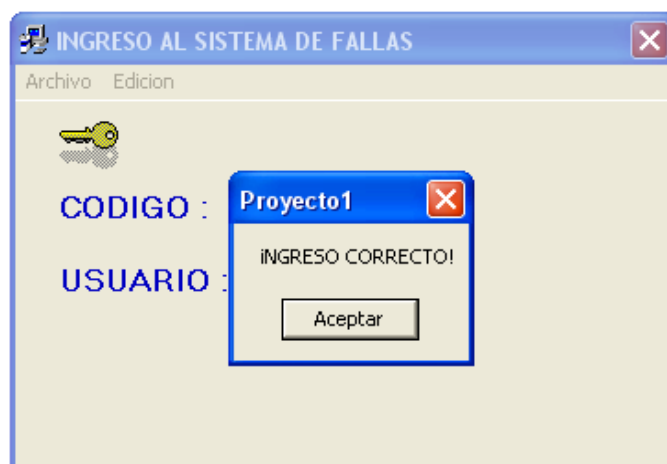 INGRESO AL SISTEMA DE FALLAS
Archivo Edicion
CODIGO :
Proyecto1
iNGRESO CORRECTO!
USUARIO :
Aceptar